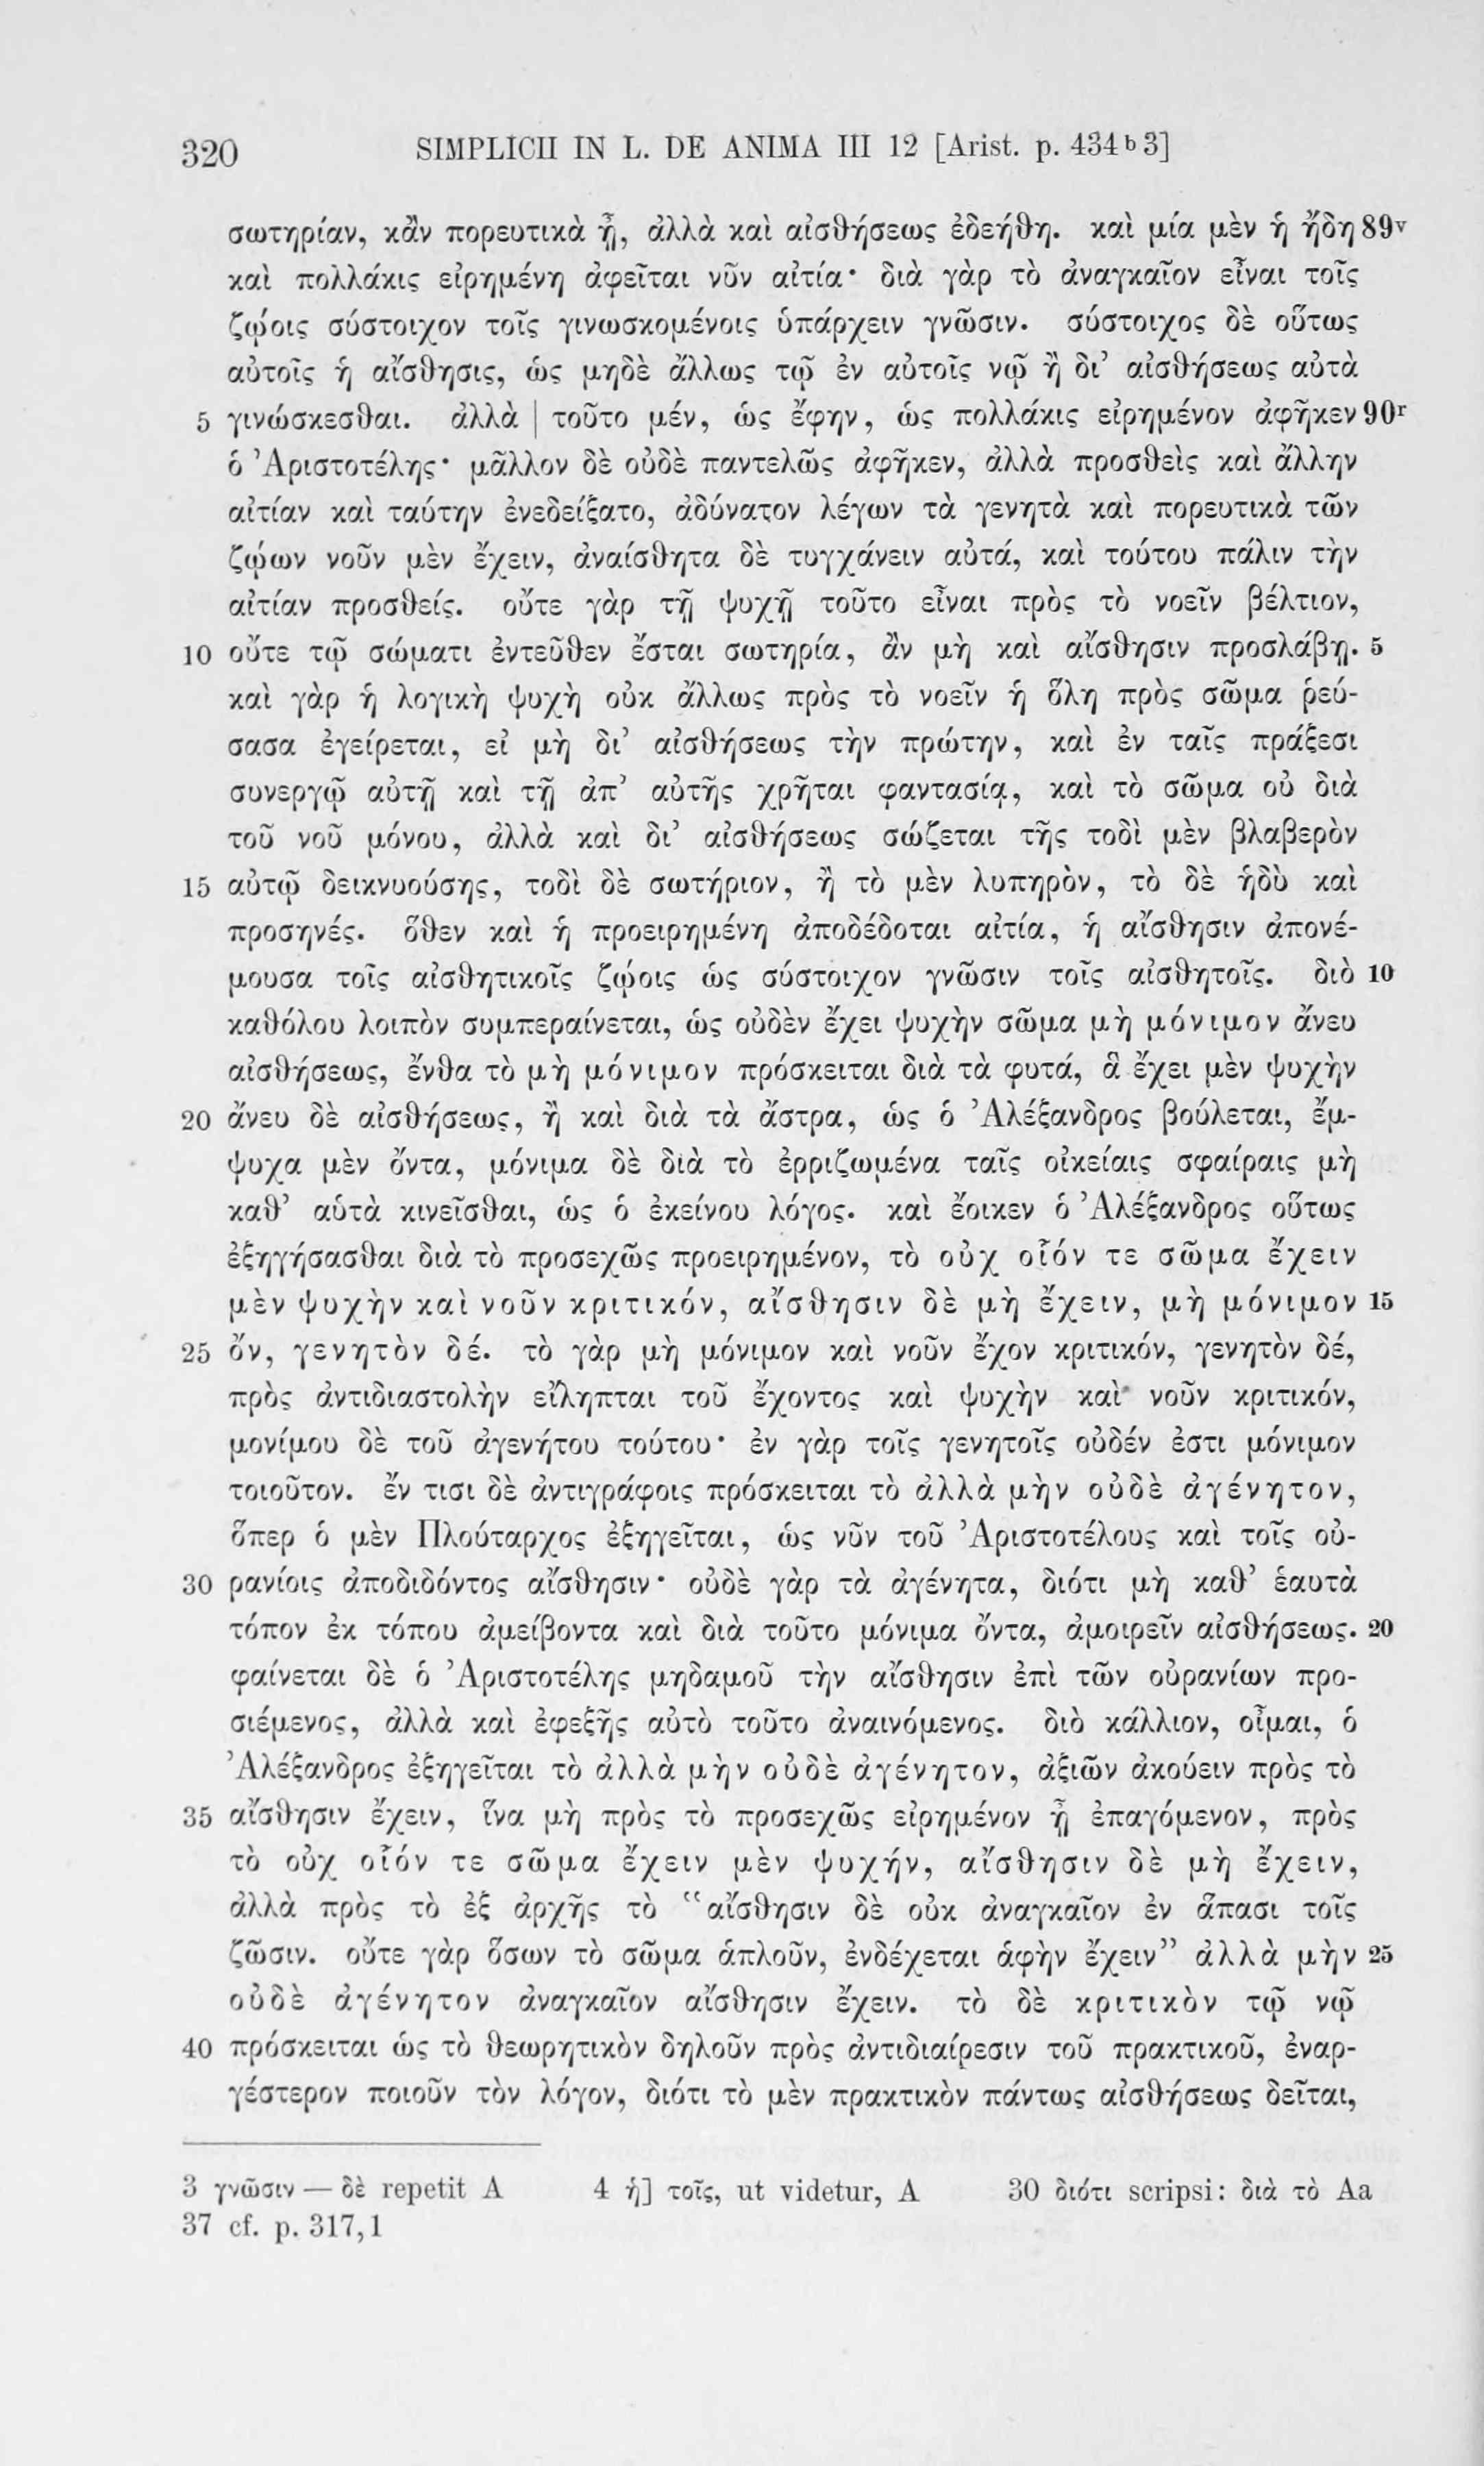 320 SIMPLICII IN L. DE ANIMA III 12 [Arist. p. 434 b 3]
σωτηρίαν, κἂν πορευτικὰ ᾖ, ἀλλὰ καὶ αἰσθήσεως ἐδεήθη. καὶ μία μὲν ἡ ἤδη 89v
καὶ πολλάκις εἰρημένη ἀφεῖται νῦν αἰτία· διὰ γὰρ τὸ ἀναγκαῖον εἶναι τοῖς
ζῴοις σύστοιχον τοῖς γινωσκομένοις ὑπάρχειν γνῶσιν. σύστοιχος δὲ οὕτως
αὐτοῖς ἡ αἴσθησις, ὡς μηδὲ ἄλλως τῷ ἐν αὐτοῖς νῷ ἢ δι' αἰσθήσεως αὐτὰ
5 γινώσκεσθαι. ἀλλὰ | τοῦτο μέν, ὡς ἔφην, ὡς πολλάκις εἰρημένον ἀφῆκεν 90r
ὁ Ἀριστοτέλης· μᾶλλον δὲ οὐδὲ παντελῶς ἀφῆκεν, ἀλλὰ προσθεὶς καὶ ἄλλην
αἰτίαν καὶ ταύτην ἐνεδείξατο, ἀδύνατον λέγων τὰ γενητὰ καὶ πορευτικὰ τῶν
ζῴων νοῦν μὲν ἔχειν, ἀναίσθητα δὲ τυγχάνειν αὐτά, καὶ τούτου πάλιν τὴν
αἰτίαν προσθείς. οὔτε γὰρ τῇ ψυχῇ τοῦτο εἶναι πρὸς τὸ νοεῖν βέλτιον,
10 οὔτε τῷ σώματι ἐντεῦθεν ἔσται σωτηρία, ἂν μὴ καὶ αἴσθησιν προσλάβῃ. 5
καὶ γὰρ ἡ λογικὴ ψυχὴ οὐκ ἄλλως πρὸς τὸ νοεῖν ἡ ὅλη πρὸς σῶμα ῥεύ-
σασα ἐγείρεται, εἰ μὴ δι' αἰσθήσεως τὴν πρώτην, καὶ ἐν ταῖς πράξεσι
συνεργῷ αὐτῇ καὶ τῇ ἀπ' αὐτῆς χρῆται φαντασίᾳ, καὶ τὸ σῶμα οὐ διὰ
τοῦ νοῦ μόνου, ἀλλὰ καὶ δι' αἰσθήσεως σώζεται τῆς τοδὶ μὲν βλαβερὸν
15 αὐτῷ δεικνυούσης, τοδὶ δὲ σωτήριον, ἢ τὸ μὲν λυπηρὸν, τὸ δὲ ἡδὺ καὶ
προσηνές. ὅθεν καὶ ἡ προειρημένη ἀποδέδοται αἰτία, ἡ αἴσθησιν ἀπονέ-
μουσα τοῖς αἰσθητικοῖς ζῴοις ὡς σύστοιχον γνῶσιν τοῖς αἰσθητοῖς. διὸ 10
καθόλου λοιπὸν συμπεραίνεται, ὡς οὐδὲν ἔχει ψυχὴν σῶμα μὴ μόνιμον ἄνευ
αἰσθήσεως, ἔνθα τὸ μὴ μόνιμον πρόσκειται διὰ τὰ φυτά, ἃ ἔχει μὲν ψυχὴν
20 ἄνευ δὲ αἰσθήσεως, ἢ καὶ διὰ τὰ ἄστρα, ὡς ὁ Ἀλέξανδρος βούλεται, ἔμ-
ψυχα μὲν ὄντα, μόνιμα δὲ διὰ τὸ ἐρριζωμένα ταῖς οἰκείαις σφαίραις μὴ
καθ' αὑτὰ κινεῖσθαι, ὡς ὁ ἐκείνου λόγος. καὶ ἔοικεν ὁ Ἀλέξανδρος οὕτως
ἐξηγήσασθαι διὰ τὸ προσεχῶς προειρημένον, τὸ οὐχ οἷόν τε σῶμα ἔχειν
μὲν ψυχὴν καὶ νοῦν κριτικόν, αἴσθησιν δὲ μὴ ἔχειν, μὴ μόνιμον 15
25 ὄν, γενητὸν δέ. τὸ γὰρ μὴ μόνιμον καὶ νοῦν ἔχον κριτικόν, γενητὸν δέ,
πρὸς ἀντιδιαστολὴν εἴληπται τοῦ ἔχοντος καὶ ψυχὴν καὶ νοῦν κριτικόν,
μονίμου δὲ τοῦ ἀγενήτου τούτου· ἐν γὰρ τοῖς γενητοῖς οὐδέν ἐστι μόνιμον
τοιοῦτον. ἔν τισι δὲ ἀντιγράφοις πρόσκειται τὸ ἀλλὰ μὴν οὐδὲ ἀγένητον,
ὅπερ ὁ μὲν Πλούταρχος ἐξηγεῖται, ὡς νῦν τοῦ Ἀριστοτέλους καὶ τοῖς οὐ-
30 ρανίοις ἀποδιδόντος αἴσθησιν· οὐδὲ γὰρ τὰ ἀγένητα, διότι μὴ καθ' ἑαυτὰ
τόπον ἐκ τόπου ἀμείβοντα καὶ διὰ τοῦτο μόνιμα ὄντα, ἀμοιρεῖν αἰσθήσεως. 20
φαίνεται δὲ ὁ Ἀριστοτέλης μηδαμοῦ τὴν αἴσθησιν ἐπὶ τῶν οὐρανίων προ-
σιέμενος, ἀλλὰ καὶ ἐφεξῆς αὐτὸ τοῦτο ἀναινόμενος. διὸ κάλλιον, οἶμαι, ὁ
Ἀλέξανδρος ἐξηγεῖται τὸ ἀλλὰ μὴν οὐδὲ ἀγένητον, ἀξιῶν ἀκούειν πρὸς τὸ
35 αἴσθησιν ἔχειν, ἵνα μὴ πρὸς τὸ προσεχῶς εἰρημένον ᾖ ἐπαγόμενον, πρὸς
τὸ οὐχ οἷόν τε σῶμα ἔχειν μὲν ψυχήν, αἴσθησιν δὲ μὴ ἔχειν,
ἀλλὰ πρὸς τὸ ἐξ ἀρχῆς τὸ “αἴσθησιν δὲ οὐκ ἀναγκαῖον ἐν ἅπασι τοῖς
ζῶσιν. οὔτε γὰρ ὅσων τὸ σῶμα ἁπλοῦν, ἐνδέχεται ἁφὴν ἔχειν” ἀλλὰ μὴν 25
οὐδὲ ἀγένητον ἀναγκαῖον αἴσθησιν ἔχειν. τὸ δὲ κριτικὸν τῷ νῷ
40 πρόσκειται ὡς τὸ θεωρητικὸν δηλοῦν πρὸς ἀντιδιαίρεσιν τοῦ πρακτικοῦ, ἐναρ-
γέστερον ποιοῦν τὸν λόγον, διότι τὸ μὲν πρακτικὸν πάντως αἰσθήσεως δεῖται,
3 γνῶσιν — δὲ repetit A 4 ἡ] τοῖς, ut videtur, A 30 διότι scripsi: διὰ τὸ Aa
37 cf. p. 317,1